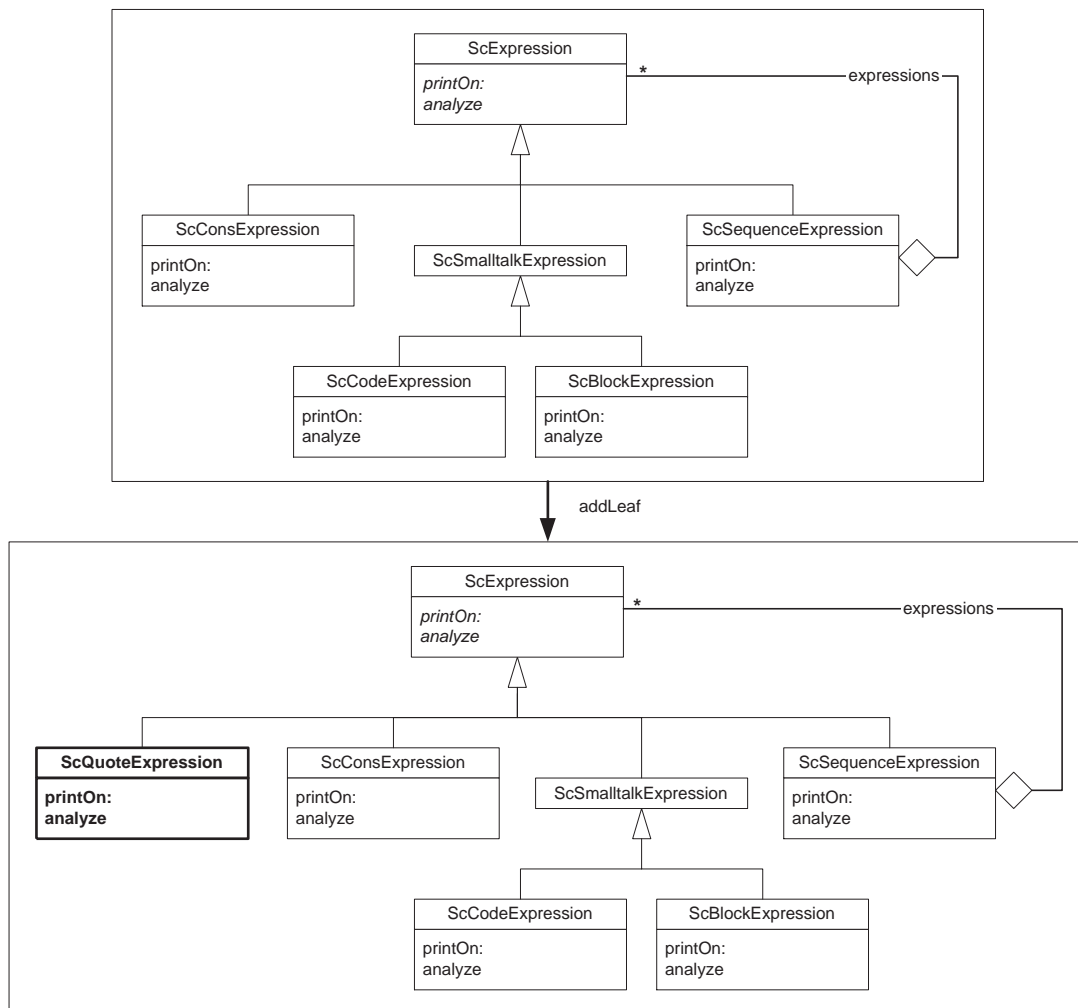 ScExpression
printOn:
analyze
*
expressions
ScConsExpression
printOn:
analyze
ScSmalltalkExpression
ScSequenceExpression
printOn:
analyze
ScCodeExpression
printOn:
analyze
ScBlockExpression
printOn:
analyze
addLeaf
ScExpression
printOn:
analyze
*
expressions
ScQuoteExpression
printOn:
analyze
ScConsExpression
printOn:
analyze
ScSmalltalkExpression
ScSequenceExpression
printOn:
analyze
ScCodeExpression
printOn:
analyze
ScBlockExpression
printOn:
analyze